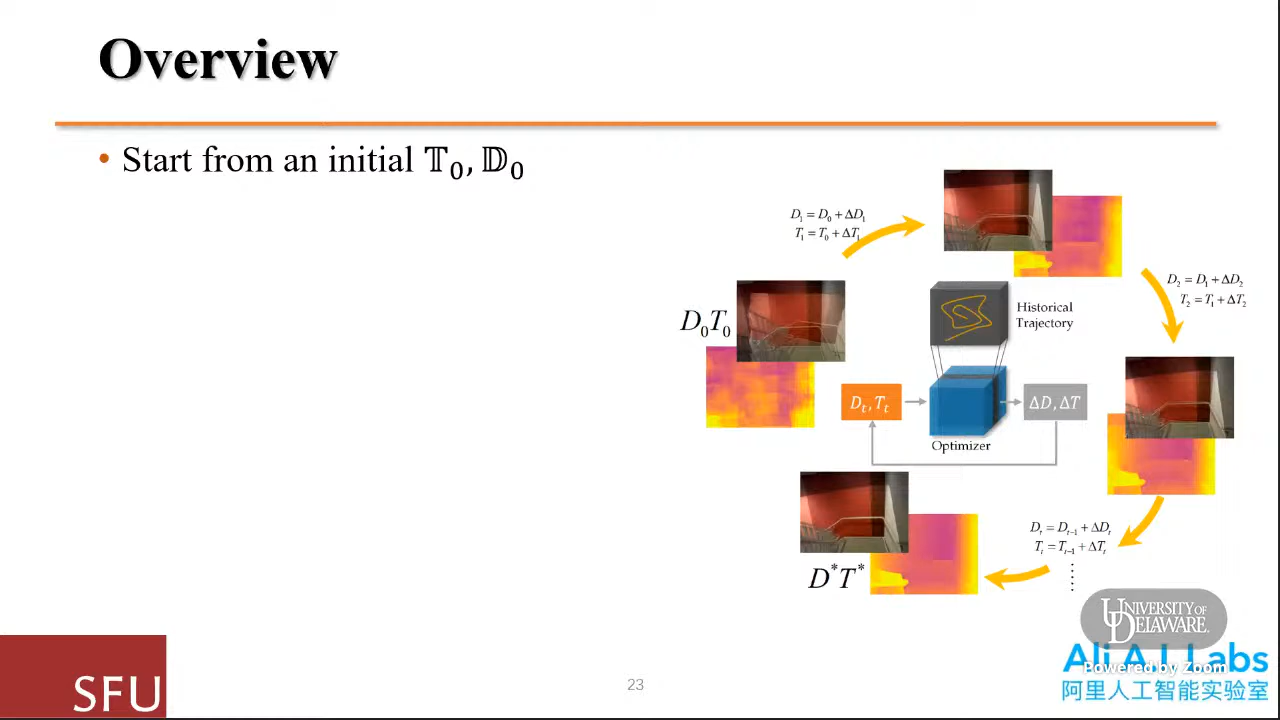 Overview
• Start from an initial 𝕋₀, 𝔻₀
D₁ = D₀ + ΔD₁
T₁ = T₀ + ΔT₁
D₂ = D₁ + ΔD₂
T₂ = T₁ + ΔT₂
D₀T₀
Historical
Trajectory
Dₜ, Tₜ
ΔD, ΔT
Optimizer
Dₜ = Dₜ₋₁ + ΔDₜ
Tₜ = Tₜ₋₁ + ΔTₜ
D*T*
UNIVERSITY OF
DELAWARE.
Ali A.I. Labs
Powered by Zoom
阿里人工智能实验室
SFU
23